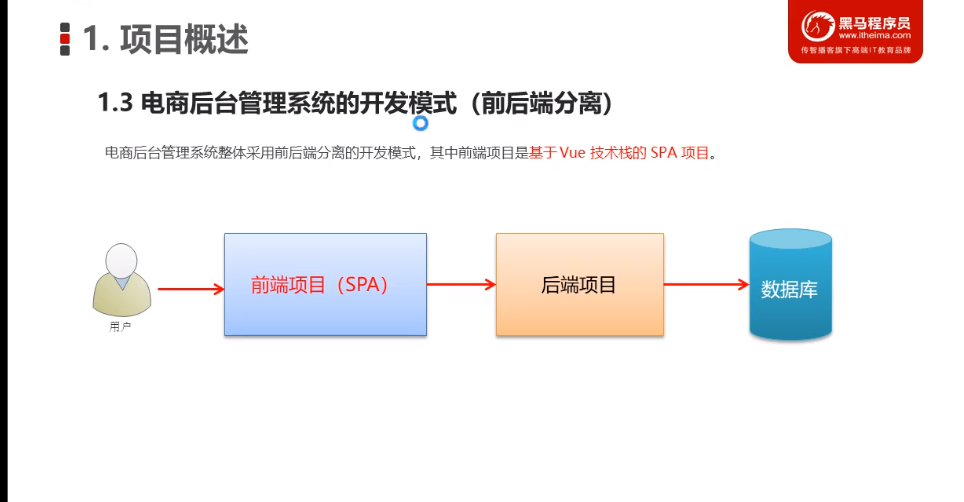 1. 项目概述
黑马程序员
www.itheima.com
传智播客旗下高端IT教育品牌
1.3 电商后台管理系统的开发模式（前后端分离）
电商后台管理系统整体采用前后端分离的开发模式，其中前端项目是基于 Vue 技术栈的 SPA 项目。
用户
前端项目（SPA）
后端项目
数据库